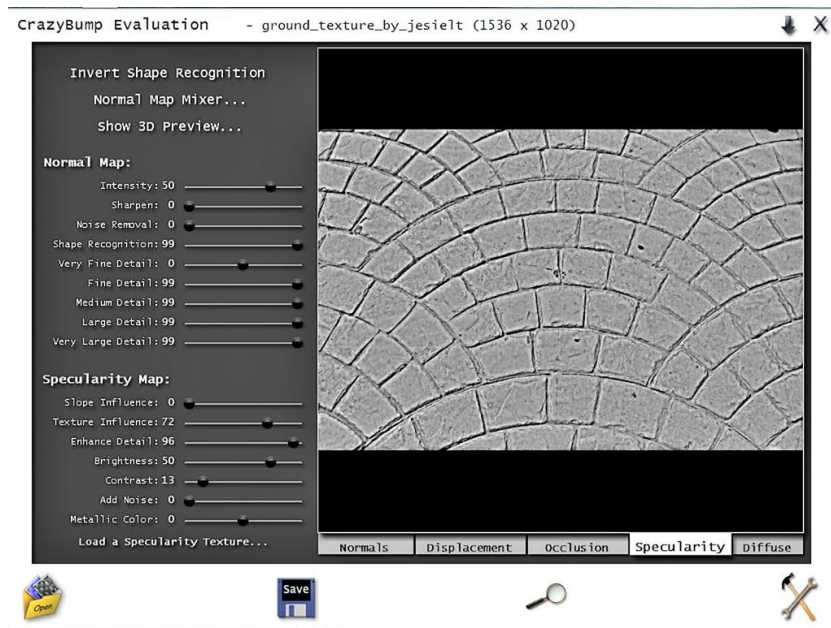 CrazyBump Evaluation - ground_texture_by_jesielt (1536 x 1020)
Invert Shape Recognition
Normal Map Mixer...
Show 3D Preview...
Normal Map:
Intensity: 50
Sharpen: 0
Noise Removal: 0
Shape Recognition: 99
Very Fine Detail: 0
Fine Detail: 99
Medium Detail: 99
Large Detail: 99
Very Large Detail: 99
Specularity Map:
Slope Influence: 0
Texture Influence: 72
Enhance Detail: 96
Brightness: 50
Contrast: 13
Add Noise: 0
Metallic Color: 0
Load a Specularity Texture...
Normals Displacement Occlusion Specularity Diffuse
Open Save